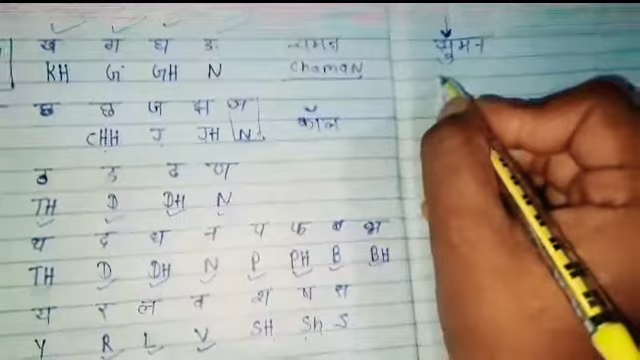 ख ग घ ङ चमन सुमन
KH G GH N Chaman
छ ज झ ञ कॉल
CHH J JH N
ठ ड ढ ण
TH D DH N
थ द ध न प फ ब भ
TH D DH N P PH B BH
य र ल व श ष स
Y R L V SH Sh S